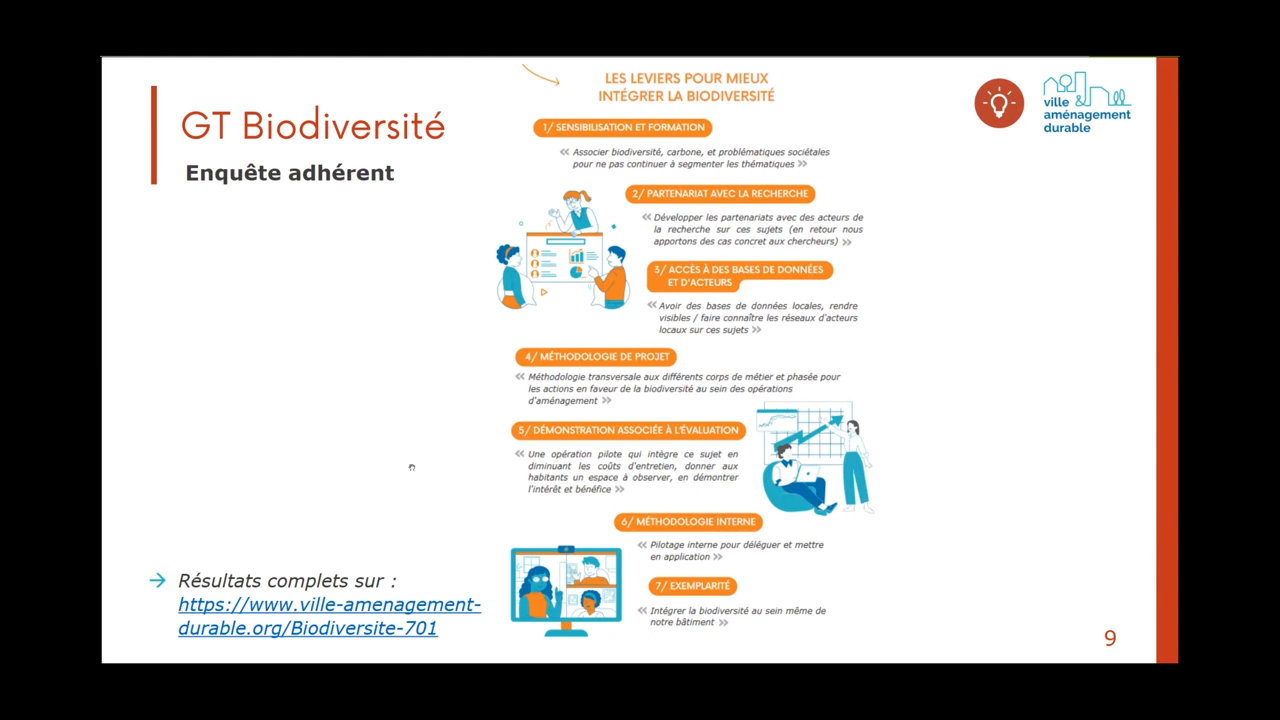 GT Biodiversité
Enquête adhérent
LES LEVIERS POUR MIEUX
INTÉGRER LA BIODIVERSITÉ
ville
aménagement
durable
1/ SENSIBILISATION ET FORMATION
« Associer biodiversité, carbone, et problématiques sociétales
pour ne pas continuer à segmenter les thématiques »
2/ PARTENARIAT AVEC LA RECHERCHE
« Développer les partenariats avec des acteurs de
la recherche sur ces sujets (en retour nous
apportons des cas concret aux chercheurs) »
3/ ACCÈS À DES BASES DE DONNÉES
ET D'ACTEURS
« Avoir des bases de données locales, rendre
visibles / faire connaître les réseaux d'acteurs
locaux sur ces sujets »
4/ MÉTHODOLOGIE DE PROJET
« Méthodologie transversale aux différents corps de métier et phasée pour
les actions en faveur de la biodiversité au sein des opérations
d'aménagement »
5/ DÉMONSTRATION ASSOCIÉE À L'ÉVALUATION
« Une opération pilote qui intègre ce sujet en
diminuant les coûts d'entretien, donner aux
habitants un espace à observer, en démontrer
l'intérêt et bénéfice »
6/ MÉTHODOLOGIE INTERNE
« Pilotage interne pour déléguer et mettre
en application »
7/ EXEMPLARITÉ
« Intégrer la biodiversité au sein même de
notre bâtiment »
→ Résultats complets sur :
https://www.ville-amenagement-
durable.org/Biodiversite-701
9